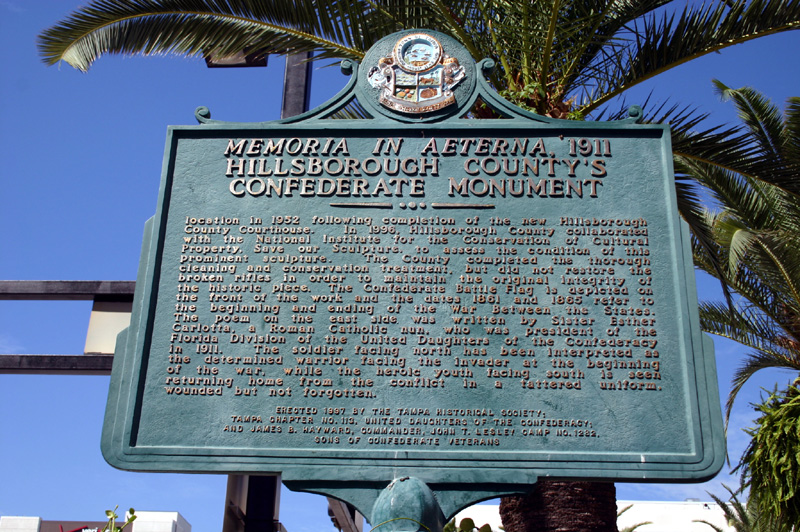 MEMORIA IN AETERNA, 1911
HILLSBOROUGH COUNTY'S
CONFEDERATE MONUMENT
location in 1952 following completion of the new Hillsborough
County Courthouse. In 1996, Hillsborough County collaborated
with the National Institute for the Conservation of Cultural
Property, Save our Sculpture, to assess the condition of this
prominent sculpture. The County completed the thorough
cleaning and conservation treatment, but did not restore the
broken rifles in order to maintain the original integrity of
the historic piece. The Confederate Battle Flag is depicted on
the front of the work and the dates 1861 and 1865 refer to
the beginning and ending of the War Between the States.
The poem on the east side was written by Sister Esther
Carlotta, a Roman Catholic nun, who was president of the
Florida Division of the United Daughters of the Confederacy
in 1911. The soldier facing north has been interpreted as
the determined warrior facing the invader at the beginning
of the war, while the heroic youth facing south is seen
returning home from the conflict in a tattered uniform,
wounded but not forgotten.
ERECTED 1997 BY THE TAMPA HISTORICAL SOCIETY;
TAMPA CHAPTER NO. 113, UNITED DAUGHTERS OF THE CONFEDERACY;
AND JAMES B. HAYWARD, COMMANDER, JOHN T. LESLEY CAMP NO. 1282,
SONS OF CONFEDERATE VETERANS